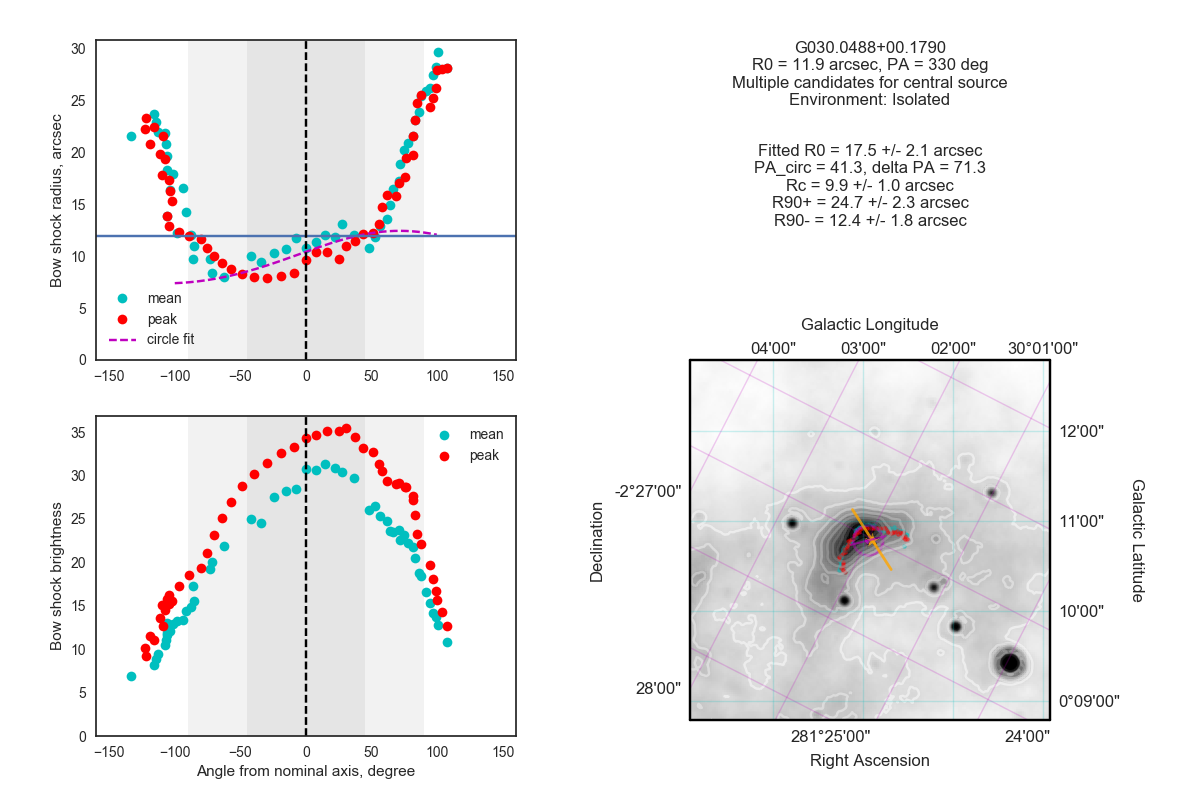 30
25
20
15
10
5
0
Bow shock radius, arcsec
mean
peak
circle fit
−150
−100
−50
0
50
100
150
35
30
25
20
15
10
5
0
Bow shock brightness
mean
peak
−150
−100
−50
0
50
100
150
Angle from nominal axis, degree
G030.0488+00.1790
R0 = 11.9 arcsec, PA = 330 deg
Multiple candidates for central source
Environment: Isolated
Fitted R0 = 17.5 +/- 2.1 arcsec
PA_circ = 41.3, delta PA = 71.3
Rc = 9.9 +/- 1.0 arcsec
R90+ = 24.7 +/- 2.3 arcsec
R90- = 12.4 +/- 1.8 arcsec
Galactic Longitude
04'00"
03'00"
02'00"
30°01'00"
-2°27'00"
28'00"
Declination
12'00"
11'00"
10'00"
0°09'00"
Galactic Latitude
281°25'00"
24'00"
Right Ascension